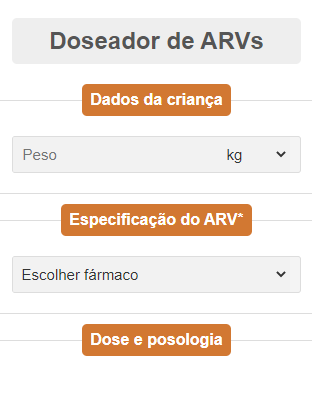 Doseador de ARVs
Dados da criança
Peso kg
Especificação do ARV*
Escolher fármaco
Dose e posologia